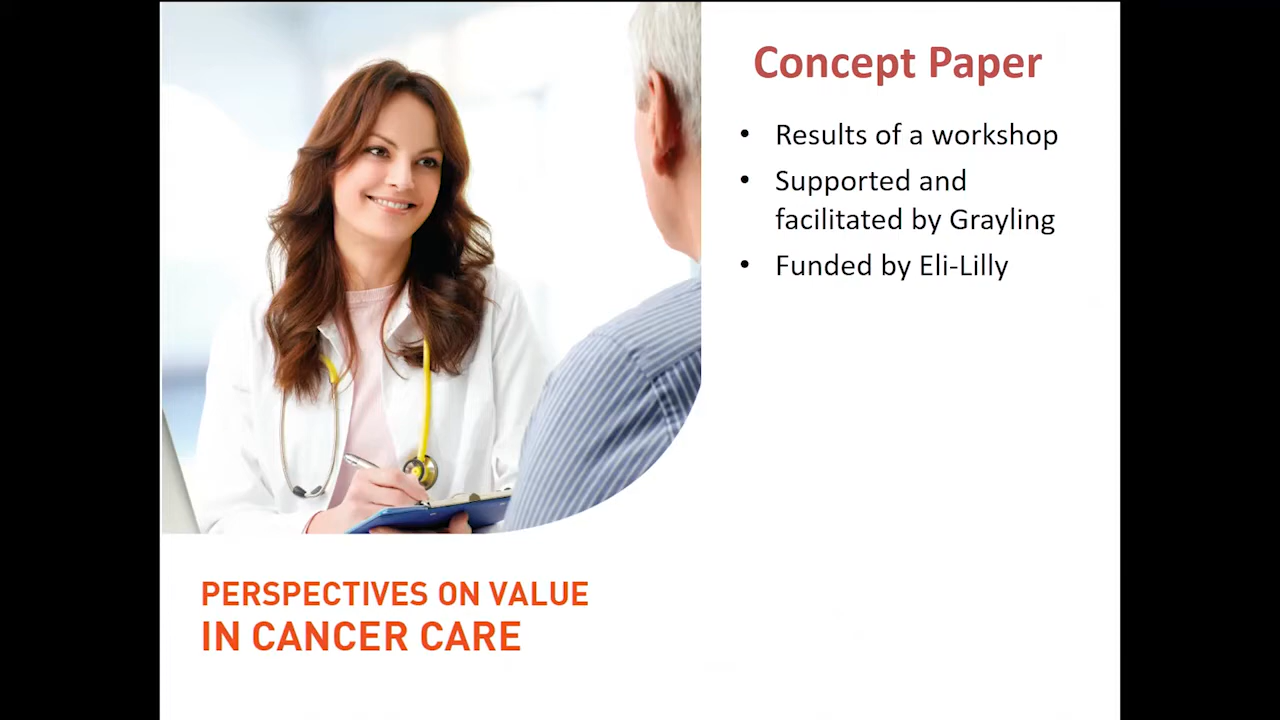 Concept Paper
• Results of a workshop
• Supported and
facilitated by Grayling
• Funded by Eli-Lilly
PERSPECTIVES ON VALUE
IN CANCER CARE